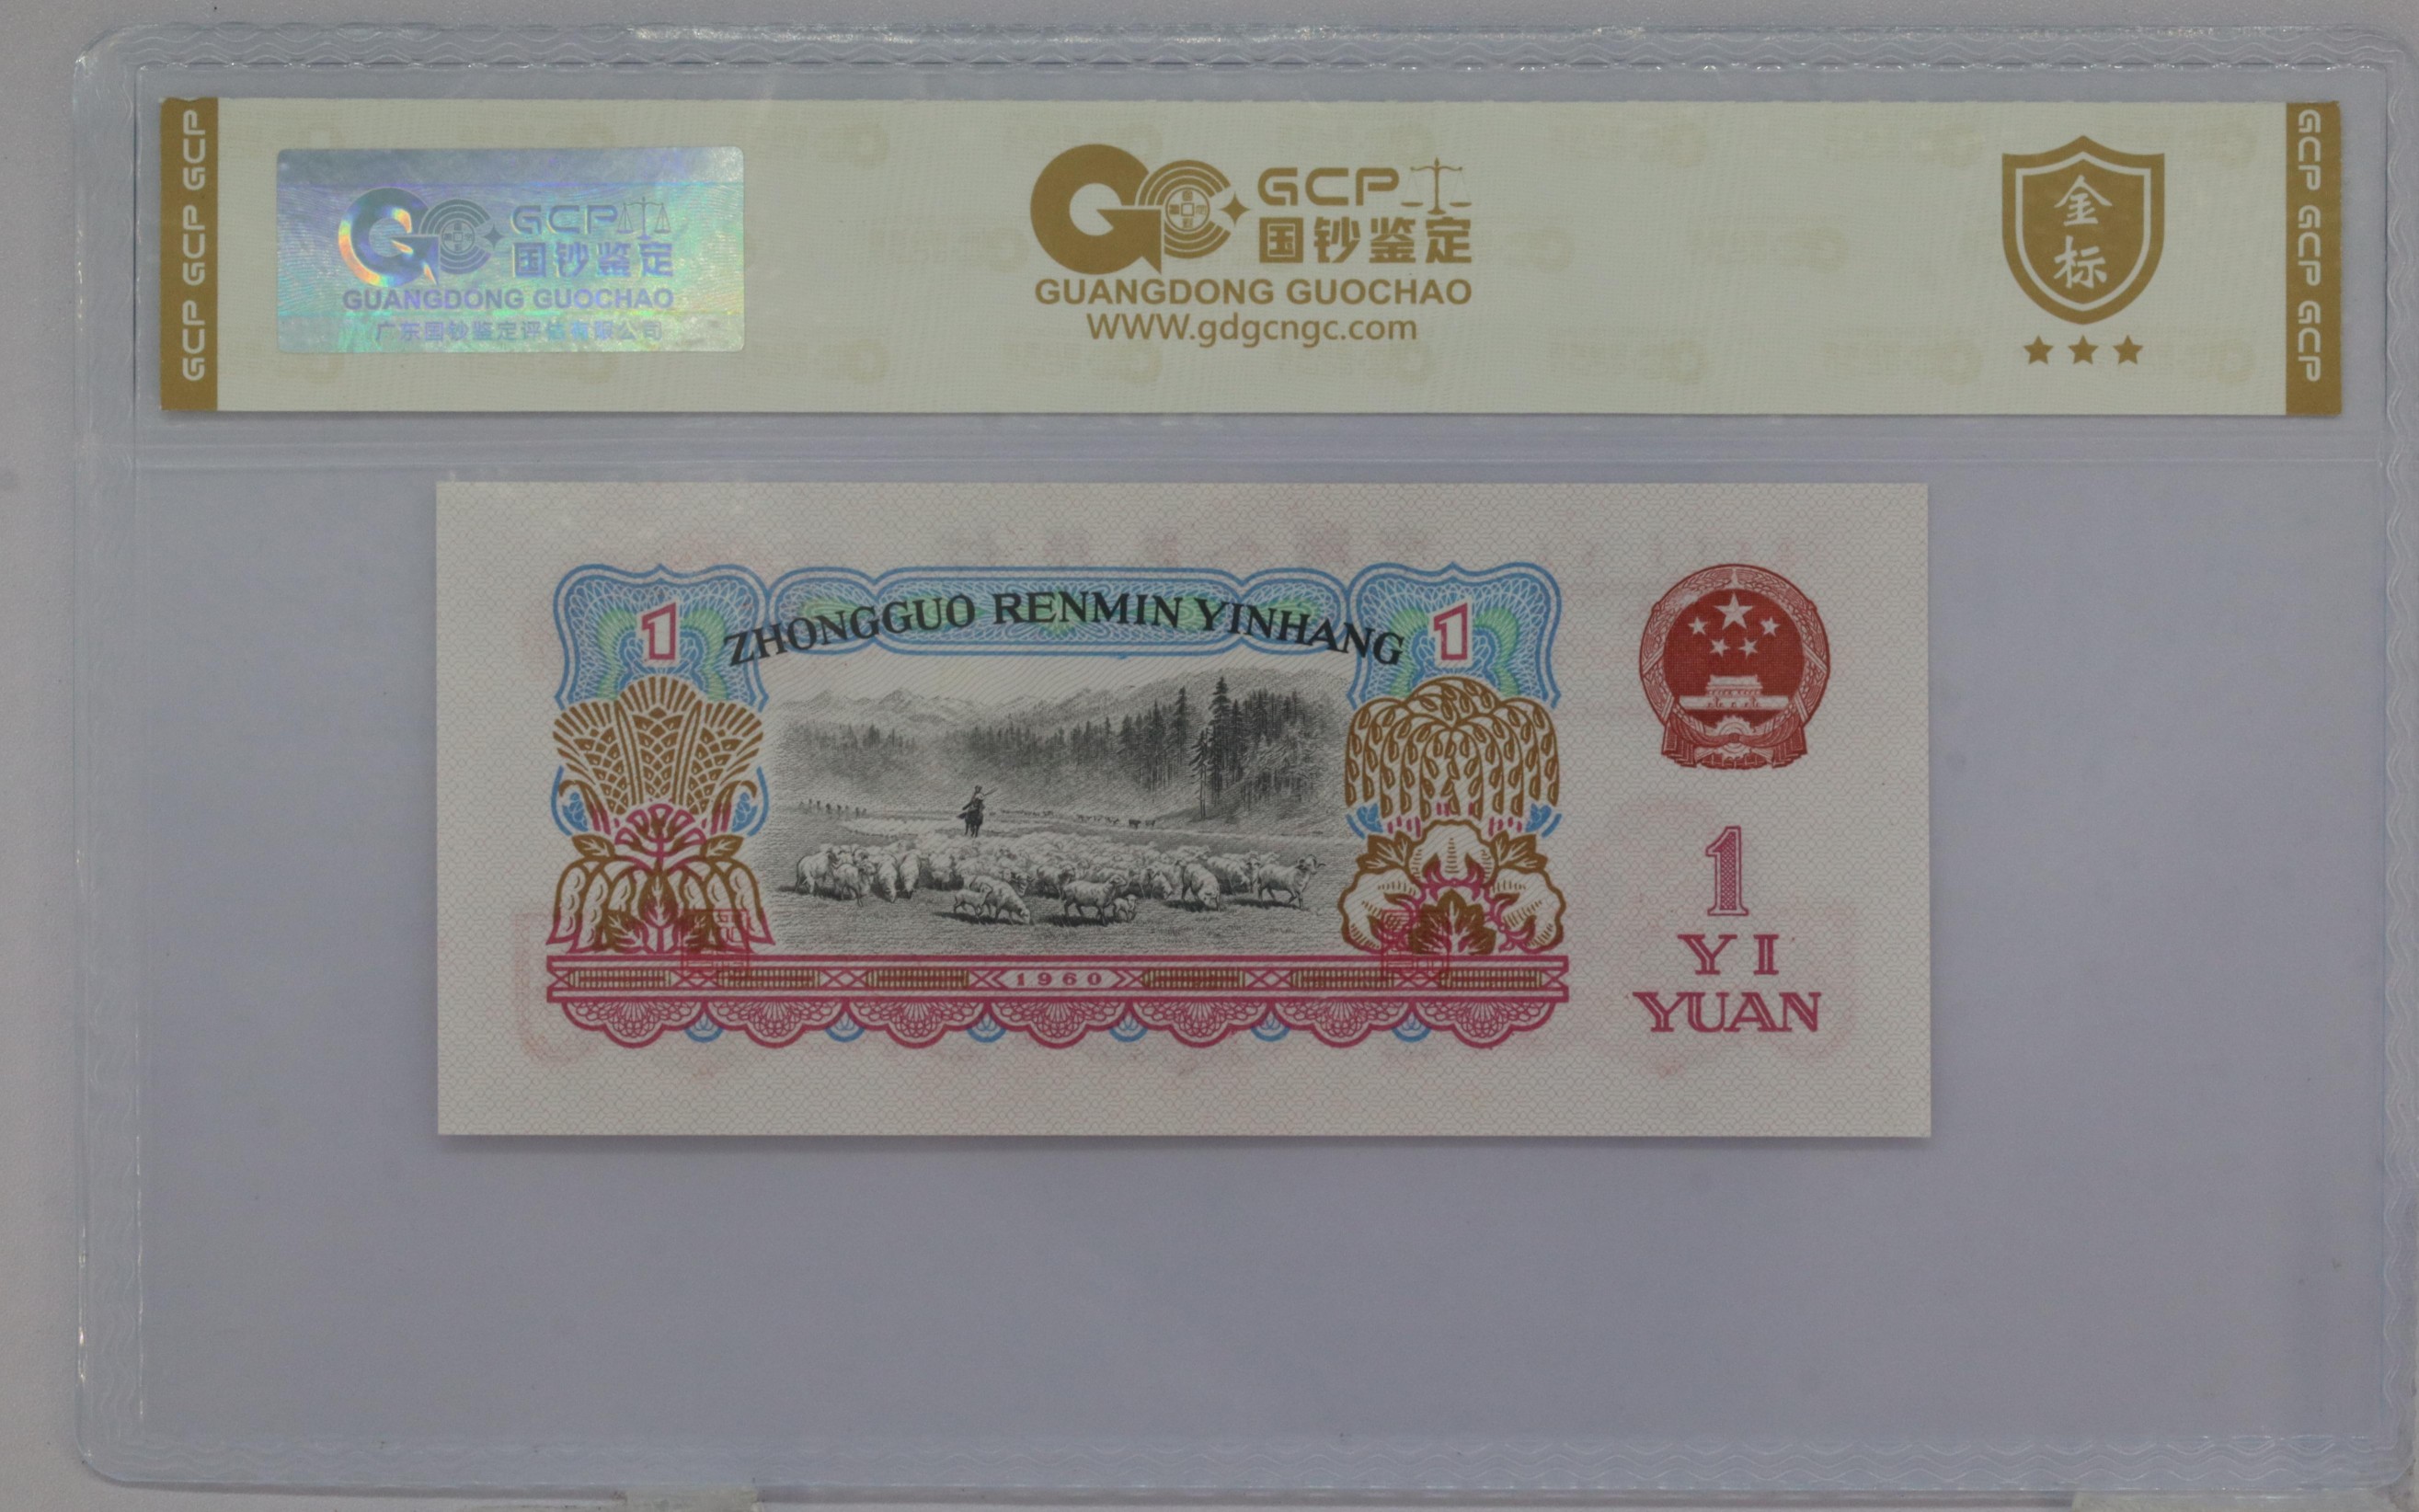 GCP GCP GCP
GCP
国钞鉴定
GUANGDONG GUOCHAO
广东国钞鉴定评估有限公司
GCP
国钞鉴定
GUANGDONG GUOCHAO
WWW.gdgcngc.com
金
标
GCP GCP GCP
1
ZHONGGUO RENMIN YINHANG
1
1960
1
YI
YUAN